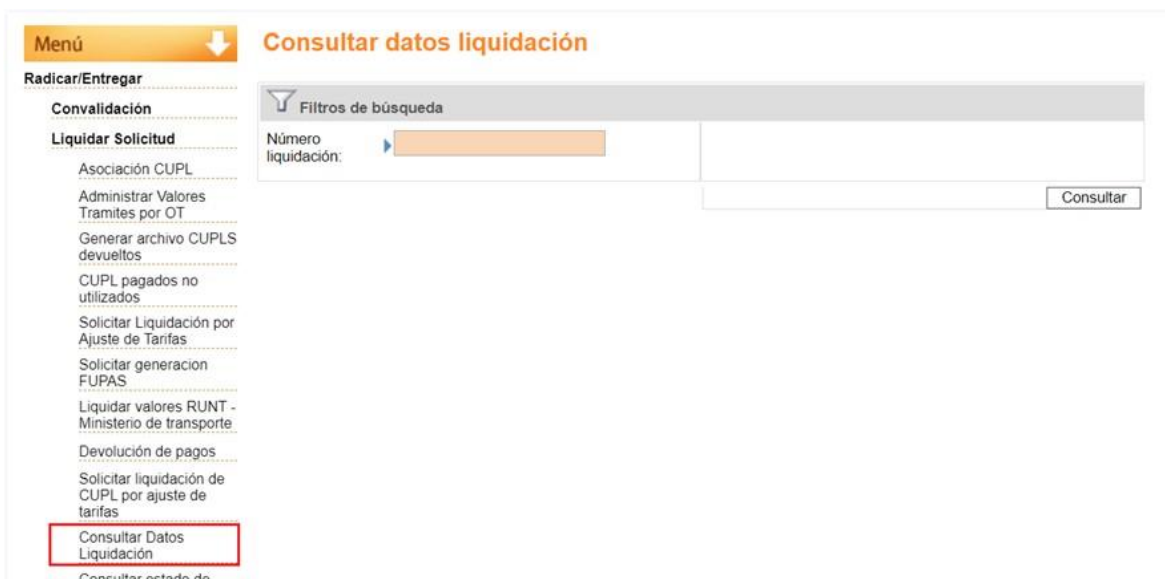 Menú
Radicar/Entregar
Convalidación
Liquidar Solicitud
Asociación CUPL
Administrar Valores
Tramites por OT
Generar archivo CUPLS
devueltos
CUPL pagados no
utilizados
Solicitar Liquidación por
Ajuste de Tarifas
Solicitar generacion
FUPAS
Liquidar valores RUNT -
Ministerio de transporte
Devolución de pagos
Solicitar liquidación de
CUPL por ajuste de
tarifas
Consultar Datos
Liquidación
Consultar estado de
Consultar datos liquidación
Filtros de búsqueda
Número
liquidación:
Consultar